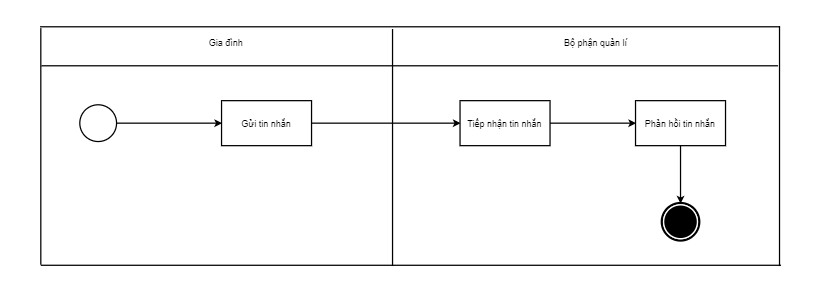 Gia đình
Bộ phận quản lí
Gửi tin nhắn
Tiếp nhận tin nhắn
Phản hồi tin nhắn